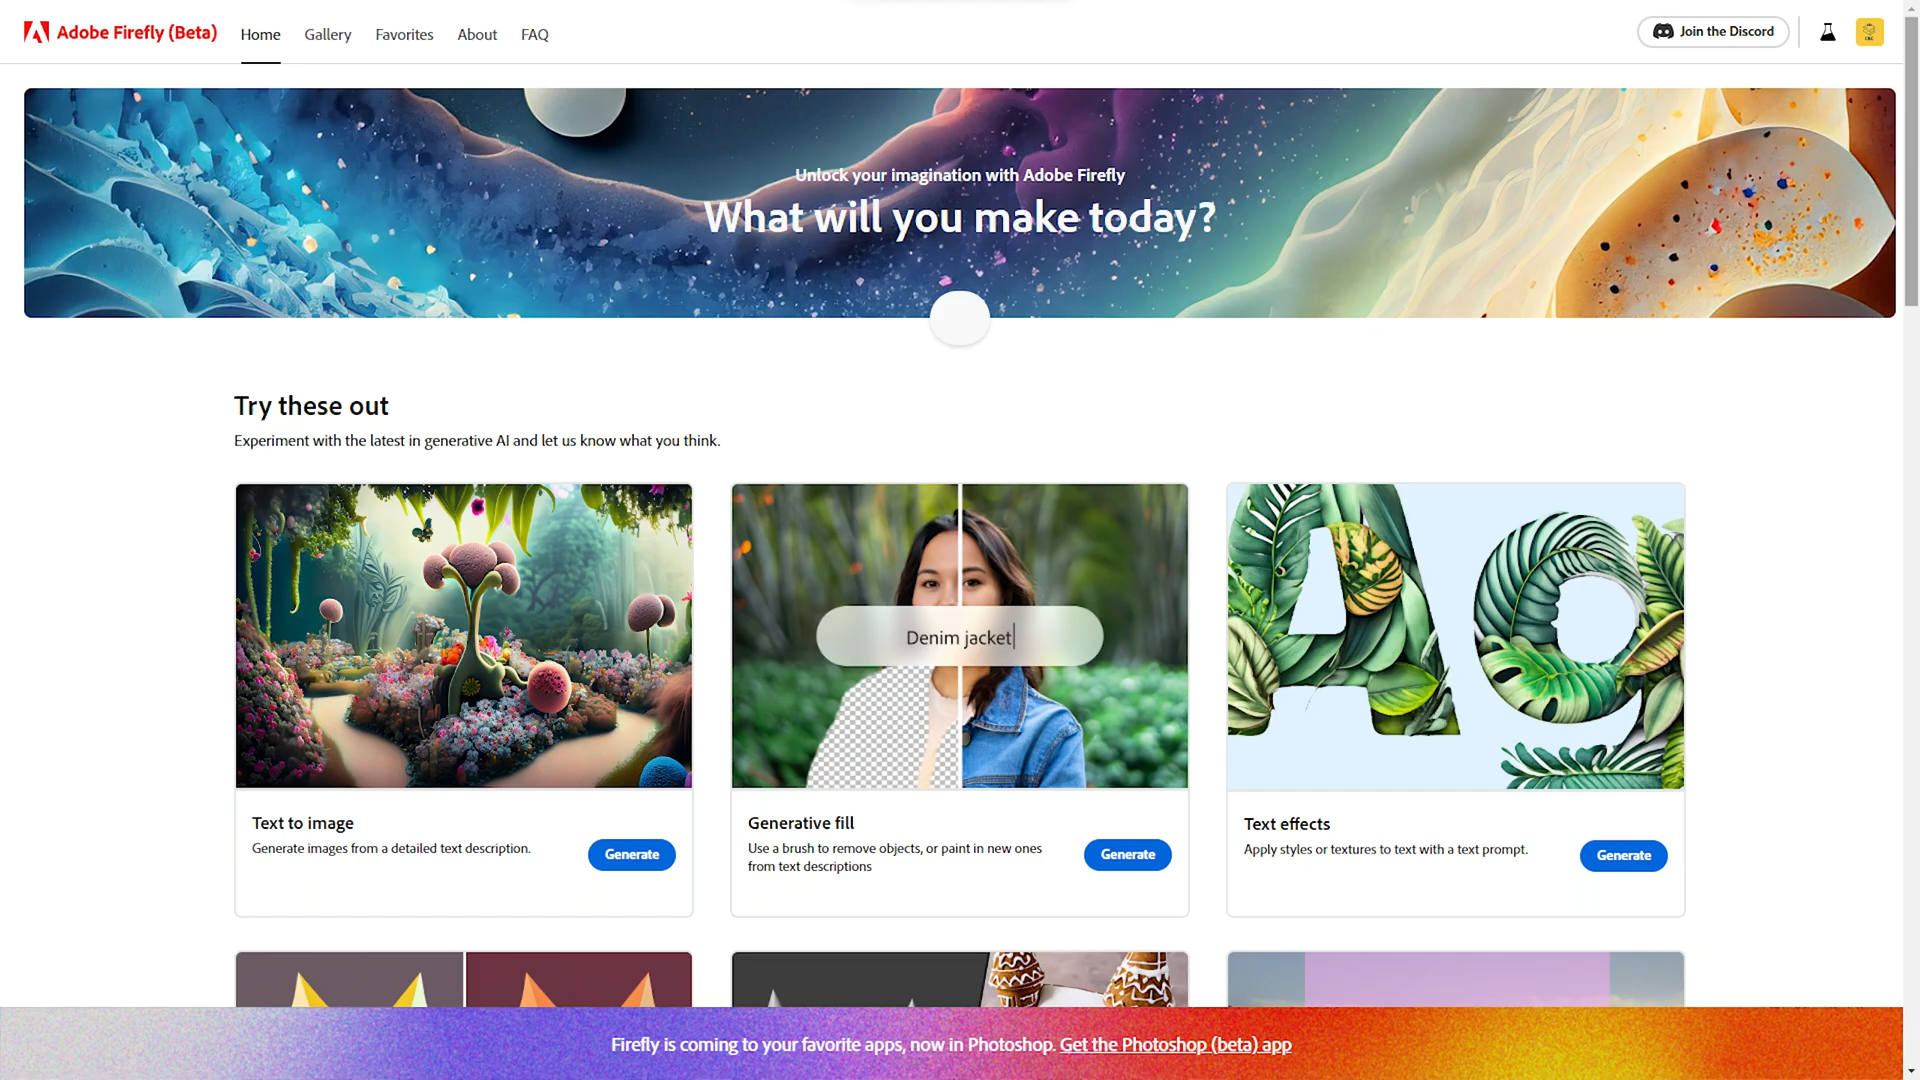 Adobe Firefly (Beta)
Home
Gallery
Favorites
About
FAQ
Join the Discord
Unlock your imagination with Adobe Firefly
What will you make today?
Try these out
Experiment with the latest in generative AI and let us know what you think.
Denim jacket
Ag
Text to image
Generate images from a detailed text description.
Generate
Generative fill
Use a brush to remove objects, or paint in new ones
from text descriptions
Generate
Text effects
Apply styles or textures to text with a text prompt.
Generate
Firefly is coming to your favorite apps, now in Photoshop. Get the Photoshop (beta) app